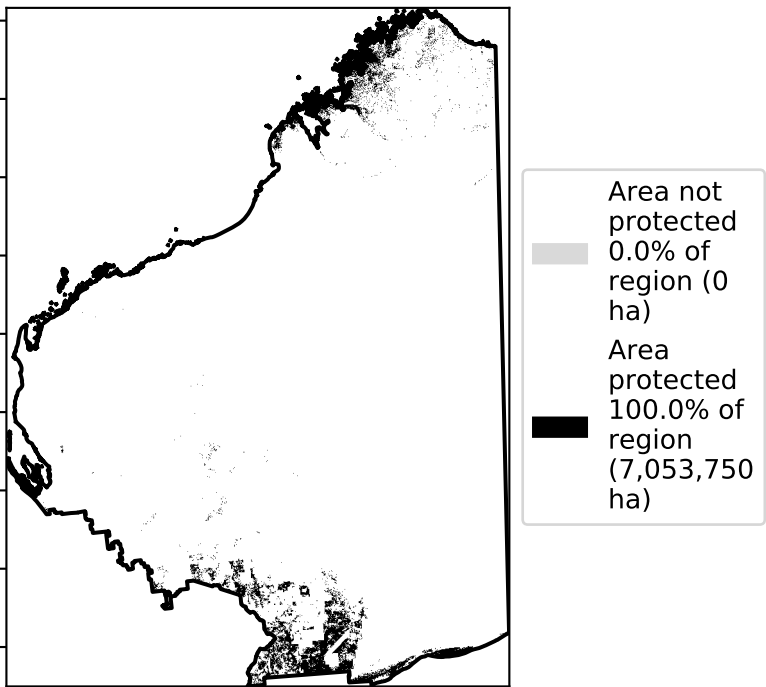 Area not
protected
0.0% of
region (0
ha)
Area
protected
100.0% of
region
(7,053,750
ha)